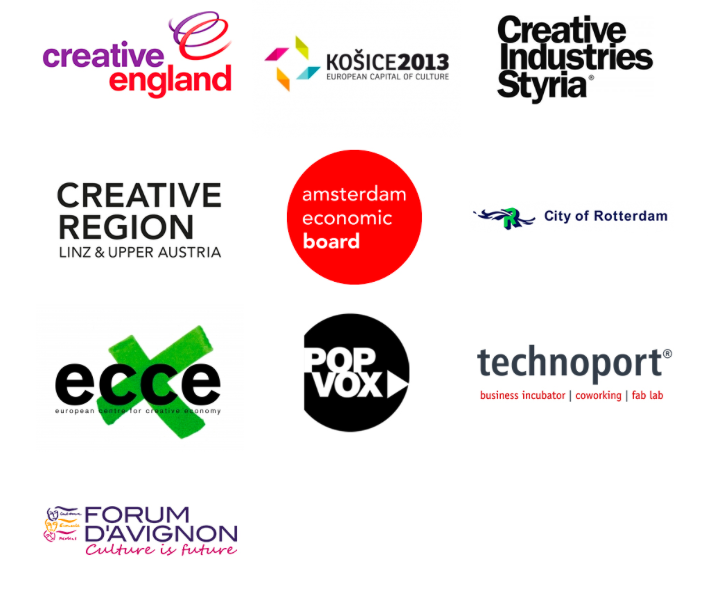 creative
england
KOŠICE2013
EUROPEAN CAPITAL OF CULTURE
Creative
Industries
Styria®
CREATIVE
REGION
LINZ & UPPER AUSTRIA
amsterdam
economic
board
City of Rotterdam
ecce
european centre for creative economy
POP
VOX
technoport®
business incubator | coworking | fab lab
FORUM
D'AVIGNON
Culture is future